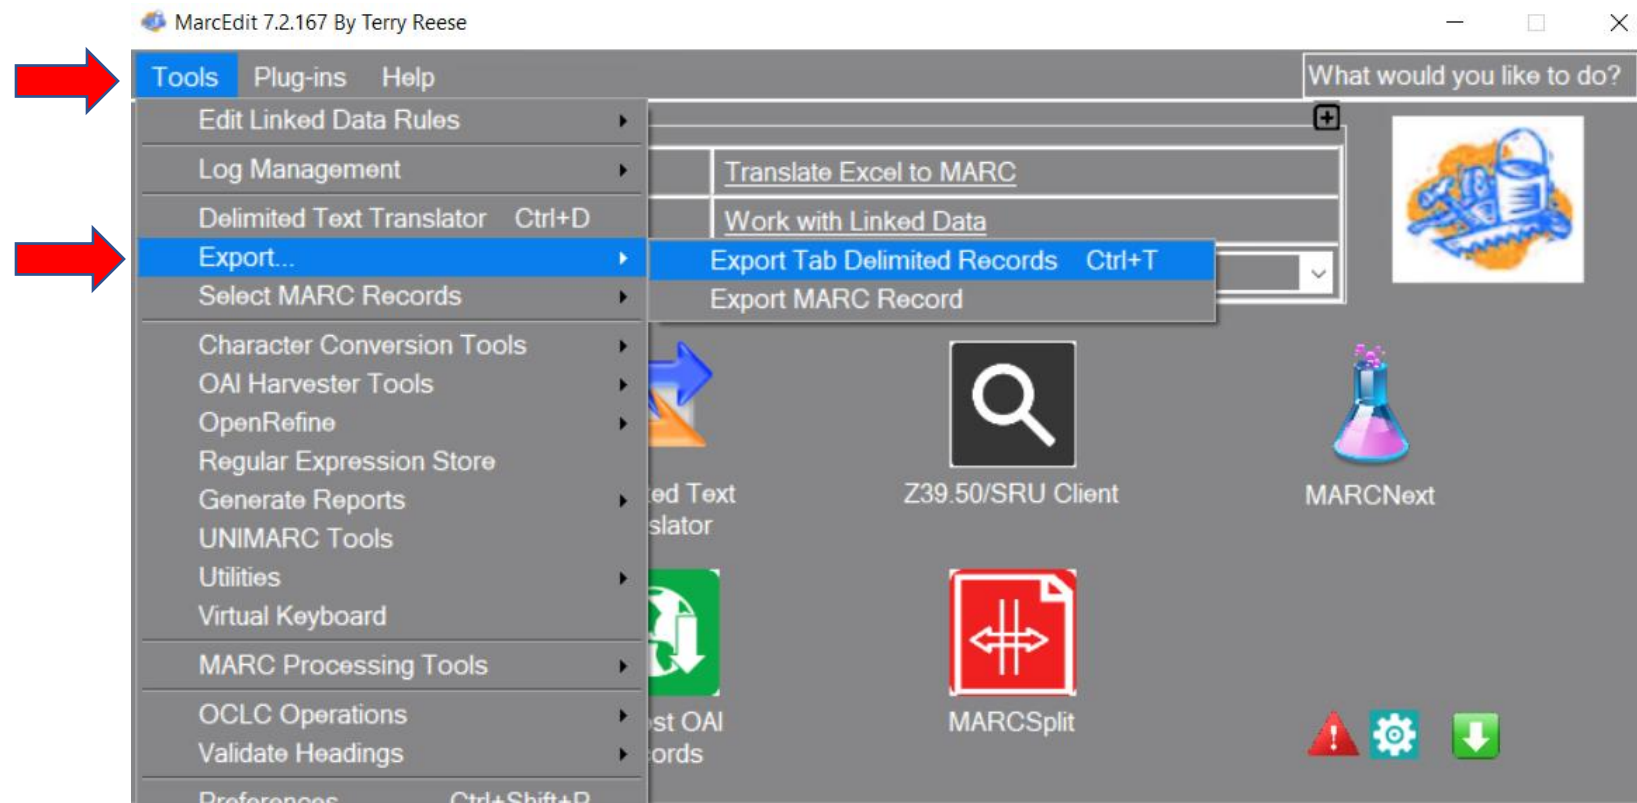 MarcEdit 7.2.167 By Terry Reese
Tools Plug-ins Help What would you like to do?
Edit Linked Data Rules
Log Management
Delimited Text Translator Ctrl+D
Export...
Select MARC Records
Character Conversion Tools
OAI Harvester Tools
OpenRefine
Regular Expression Store
Generate Reports
UNIMARC Tools
Utilities
Virtual Keyboard
MARC Processing Tools
OCLC Operations
Validate Headings
Preferences Ctrl+Shift+P
Translate Excel to MARC
Work with Linked Data
Export Tab Delimited Records Ctrl+T
Export MARC Record
Text
Z39.50/SRU Client
MARCNext
OAI
MARCSplit